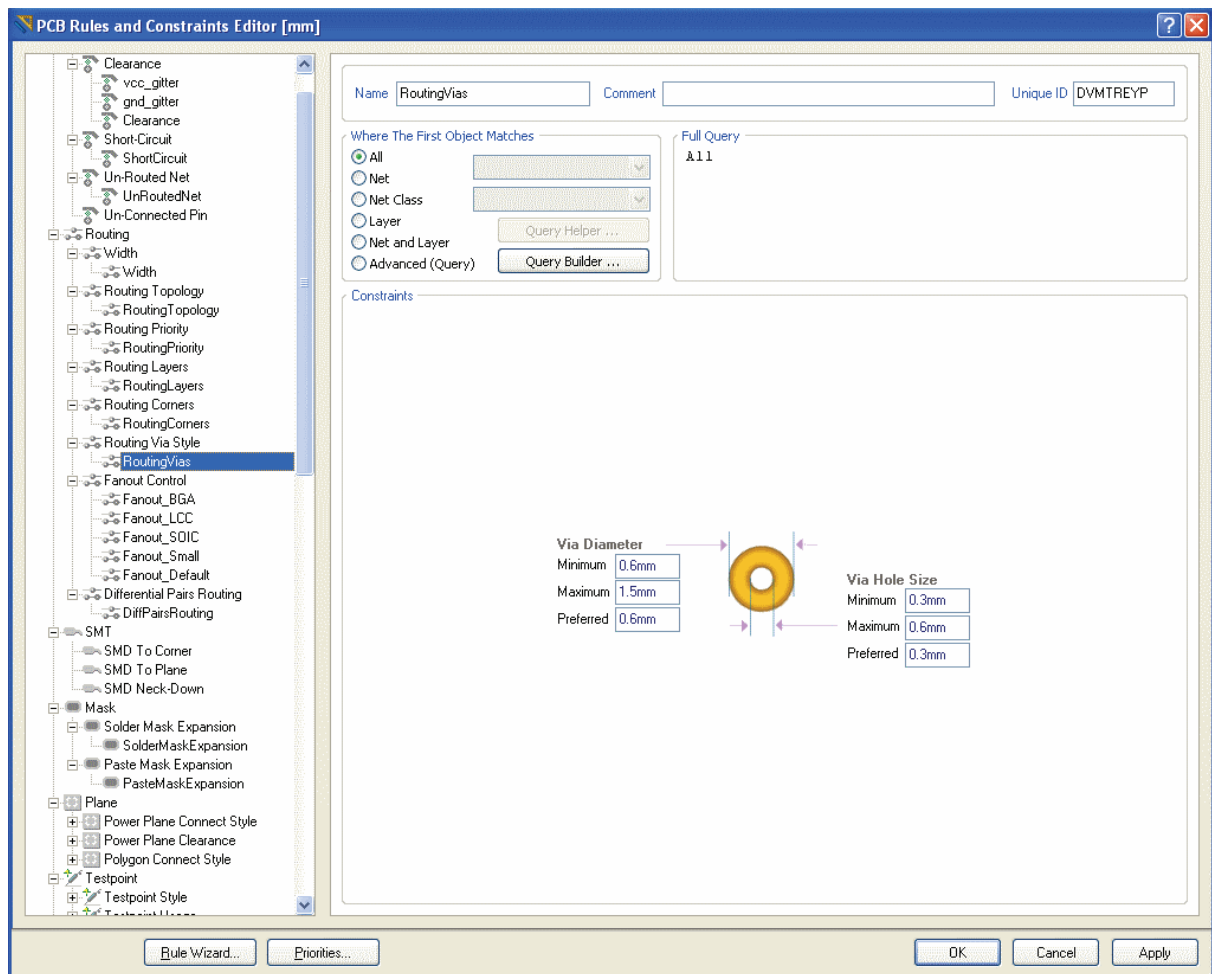 PCB Rules and Constraints Editor [mm]
Clearance
vcc_gitter
gnd_gitter
Clearance
Short-Circuit
ShortCircuit
Un-Routed Net
UnRoutedNet
Un-Connected Pin
Routing
Width
Width
Routing Topology
RoutingTopology
Routing Priority
RoutingPriority
Routing Layers
RoutingLayers
Routing Corners
RoutingCorners
Routing Via Style
RoutingVias
Fanout Control
Fanout_BGA
Fanout_LCC
Fanout_SOIC
Fanout_Small
Fanout_Default
Differential Pairs Routing
DiffPairsRouting
SMT
SMD To Corner
SMD To Plane
SMD Neck-Down
Mask
Solder Mask Expansion
SolderMaskExpansion
Paste Mask Expansion
PasteMaskExpansion
Plane
Power Plane Connect Style
Power Plane Clearance
Polygon Connect Style
Testpoint
Testpoint Style
Name RoutingVias Comment Unique ID DVMTREYP
Where The First Object Matches
All
Net
Net Class
Layer
Net and Layer
Advanced (Query)
Query Helper ...
Query Builder ...
Full Query
All
Constraints
Via Diameter
Minimum 0.6mm
Maximum 1.5mm
Preferred 0.6mm
Via Hole Size
Minimum 0.3mm
Maximum 0.6mm
Preferred 0.3mm
Rule Wizard... Priorities... OK Cancel Apply